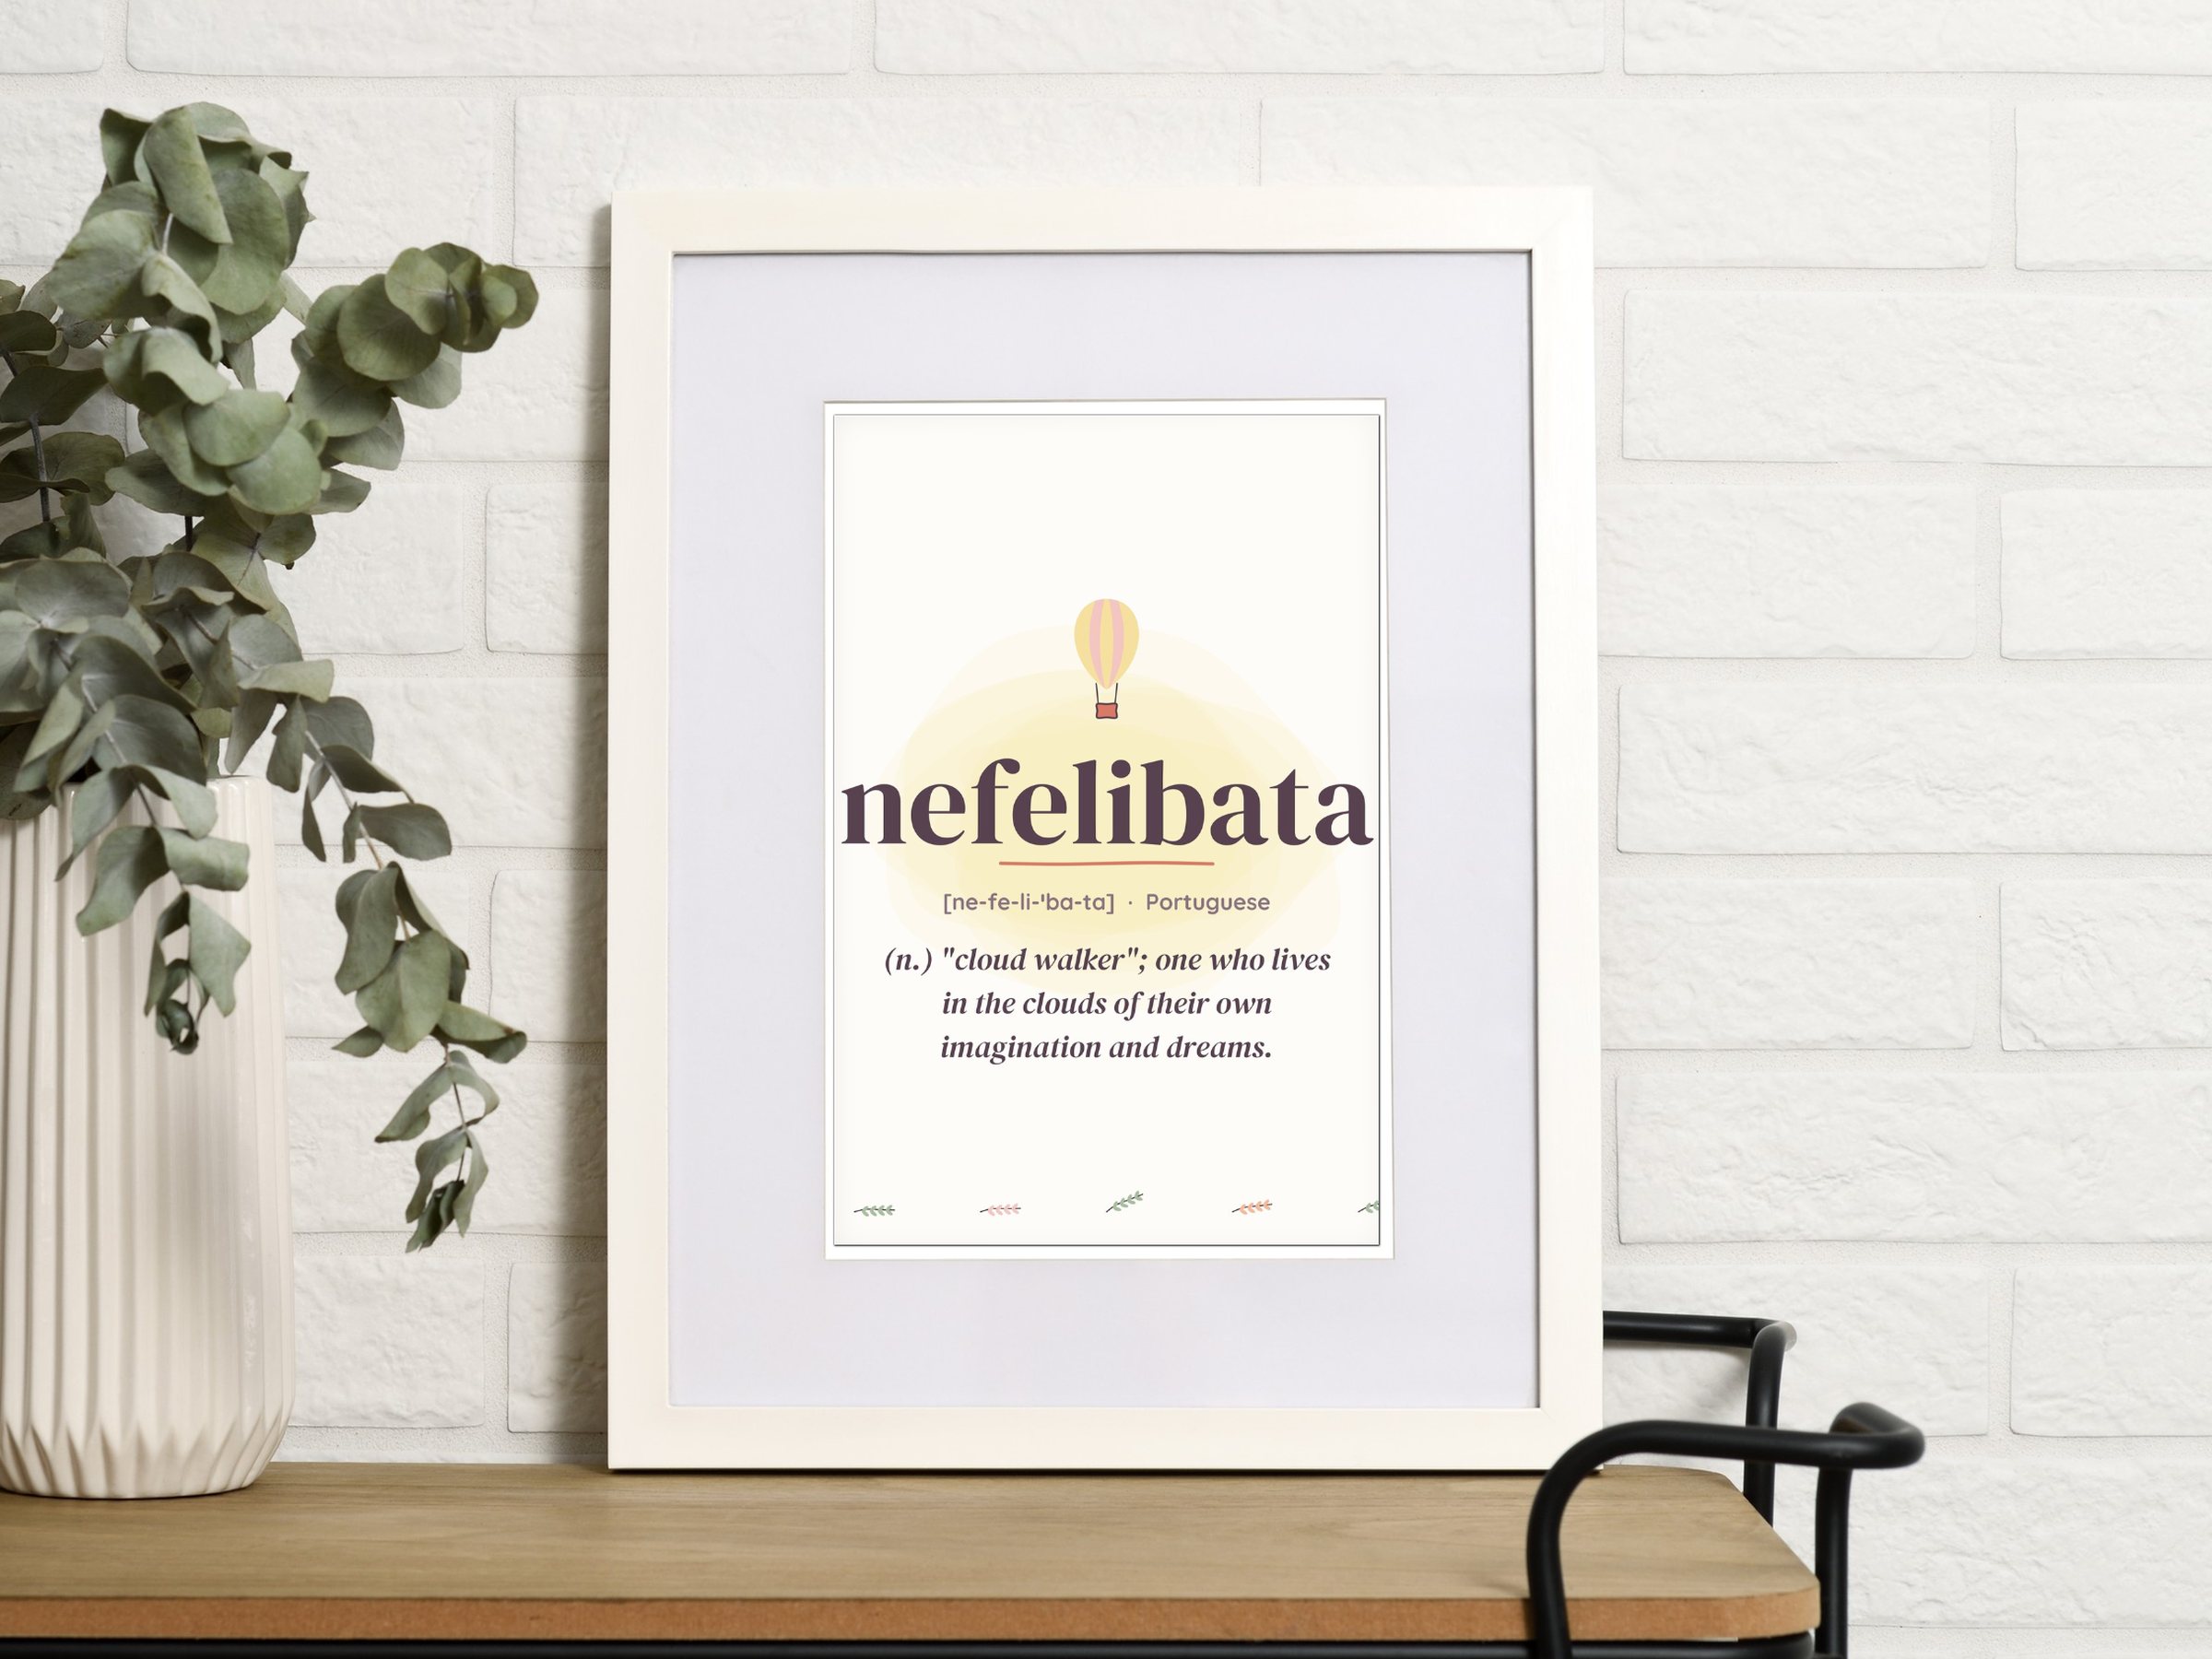 nefelibata
[ne-fe-li-'ba-ta] · Portuguese
(n.) "cloud walker"; one who lives
in the clouds of their own
imagination and dreams.